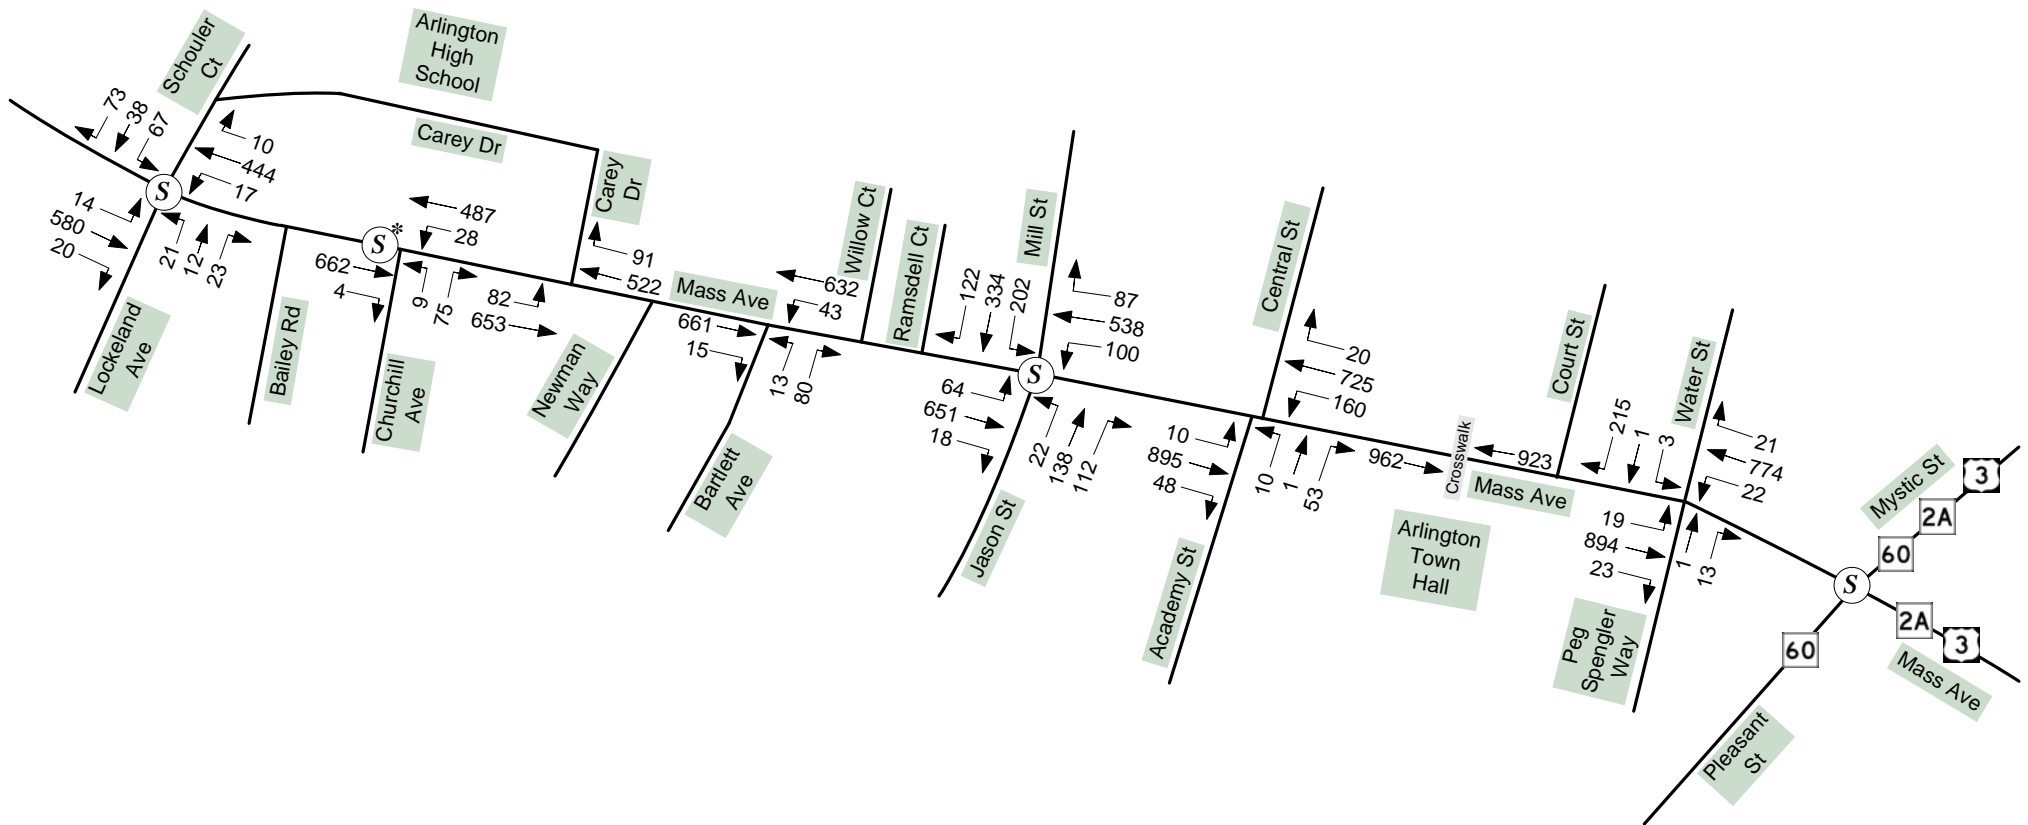 Schouler
Ct
Arlington
High
School
Carey Dr
Carey
Dr
73
38
67
10
444
17
S
14
580
20
21
12
23
Lockeland
Ave
Bailey Rd
S
*
487
28
662
4
9
75
Churchill
Ave
82
653
91
522
Newman
Way
Mass Ave
632
43
661
15
13
80
Bartlett
Ave
Willow Ct
Ramsdell Ct
122
334
202
Mill St
87
538
100
S
64
651
18
22
138
112
Jason St
Central St
20
725
160
10
895
48
10
1
53
Academy St
962
Crosswalk
923
Mass Ave
Arlington
Town
Hall
Court St
215
1
3
Water St
21
774
22
19
894
23
1
13
Peg
Spengler
Way
Mystic St
3
2A
60
S
2A
3
Mass Ave
60
Pleasant
St